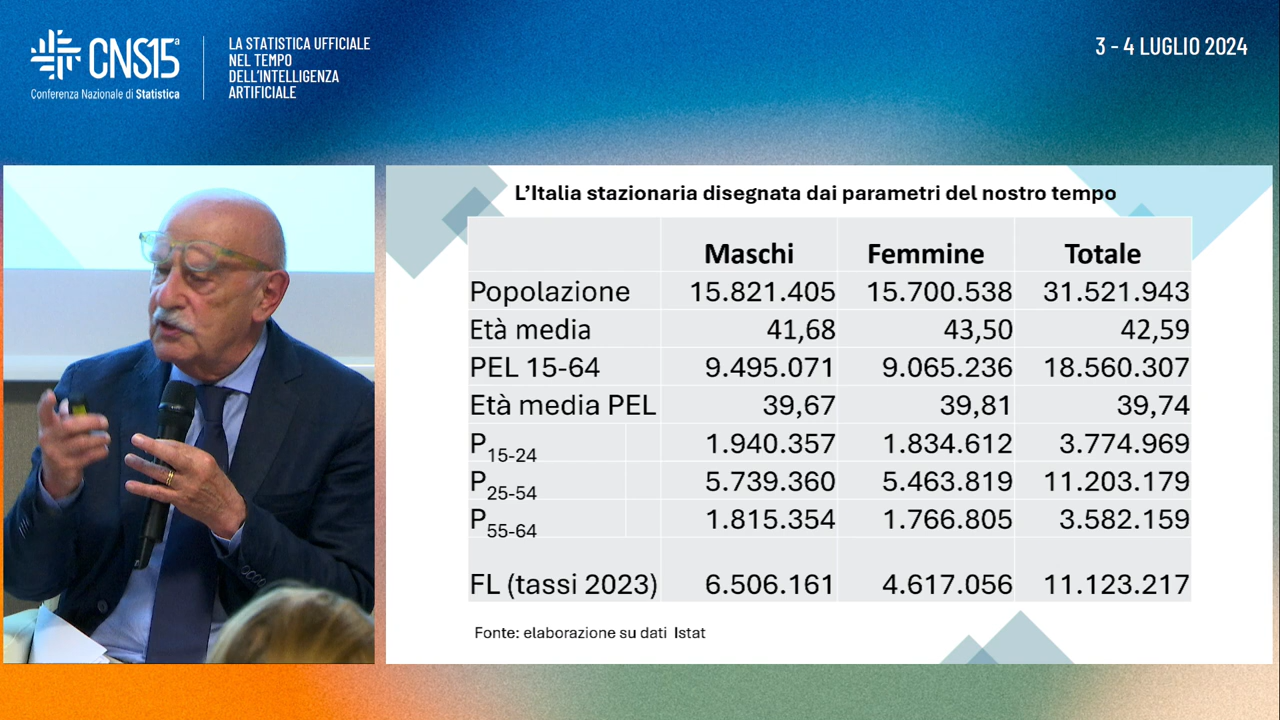 CNS15ª
Conferenza Nazionale di Statistica
LA STATISTICA UFFICIALE
NEL TEMPO
DELL'INTELLIGENZA
ARTIFICIALE
3 - 4 LUGLIO 2024
L'Italia stazionaria disegnata dai parametri del nostro tempo
Maschi Femmine Totale
Popolazione 15.821.405 15.700.538 31.521.943
Età media 41,68 43,50 42,59
PEL 15-64 9.495.071 9.065.236 18.560.307
Età media PEL 39,67 39,81 39,74
P15-24 1.940.357 1.834.612 3.774.969
P25-54 5.739.360 5.463.819 11.203.179
P55-64 1.815.354 1.766.805 3.582.159
FL (tassi 2023) 6.506.161 4.617.056 11.123.217
Fonte: elaborazione su dati Istat